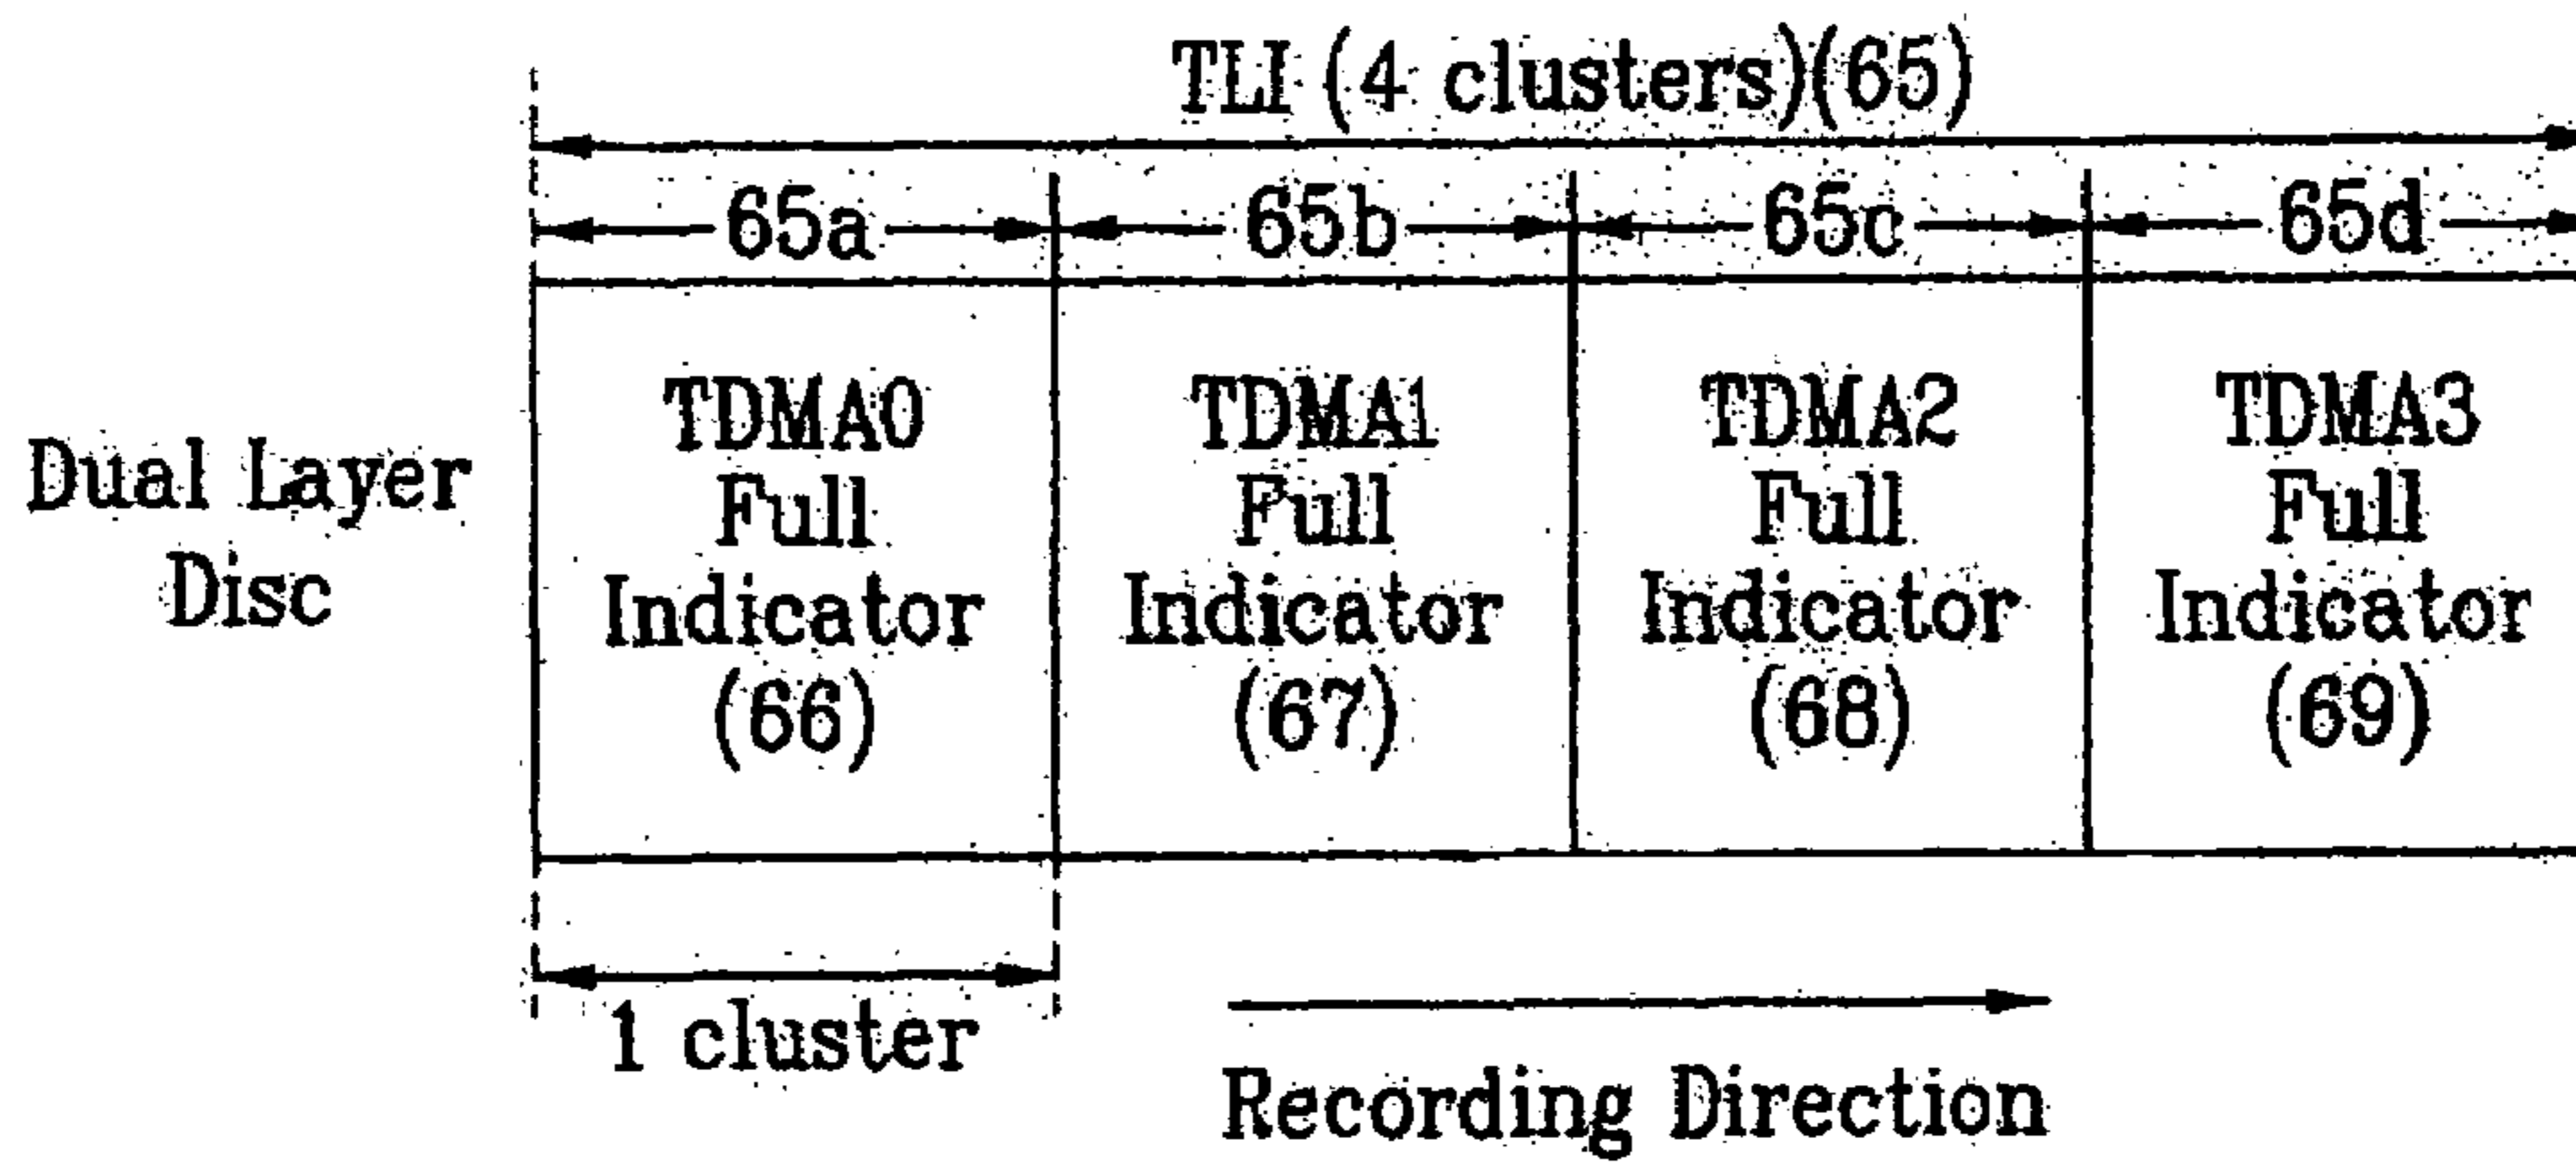 TLI (4 clusters)(65)
65a 65b 65c 65d
Dual Layer
Disc
TDMA0
Full
Indicator
(66)
TDMA1
Full
Indicator
(67)
TDMA2
Full
Indicator
(68)
TDMA3
Full
Indicator
(69)
1 cluster
Recording Direction